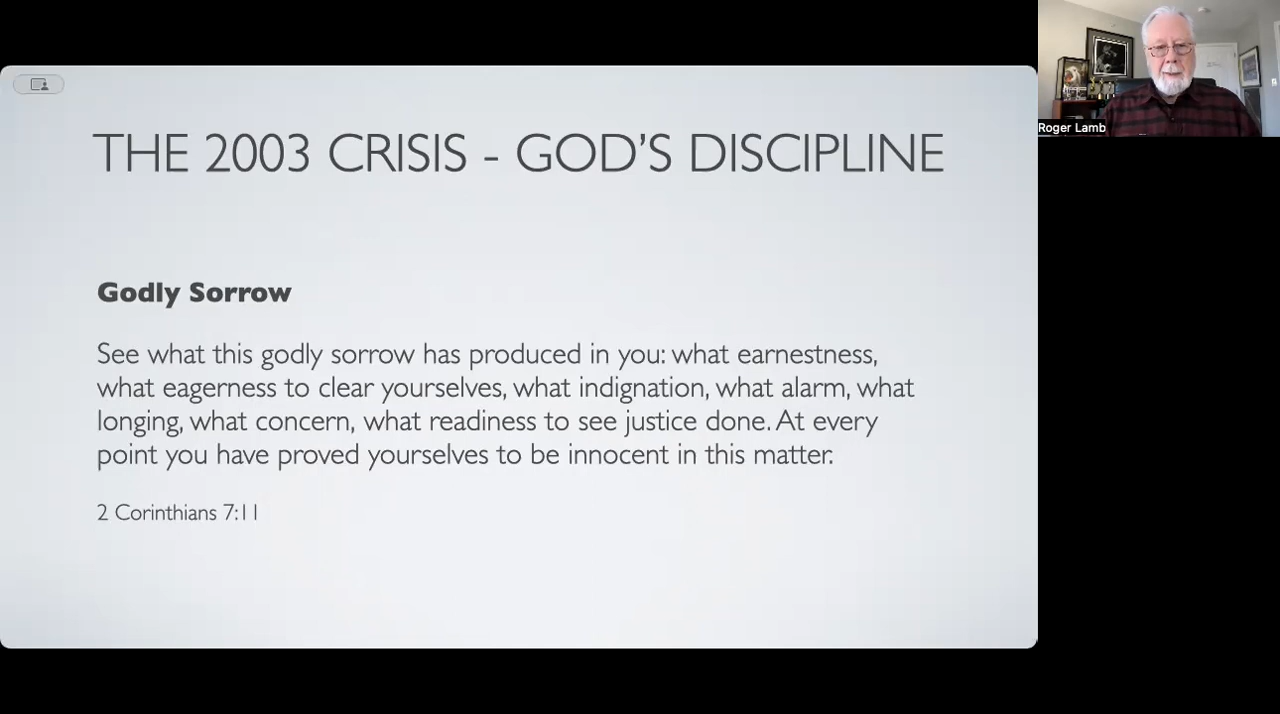 THE 2003 CRISIS - GOD’S DISCIPLINE
Godly Sorrow
See what this godly sorrow has produced in you: what earnestness,
what eagerness to clear yourselves, what indignation, what alarm, what
longing, what concern, what readiness to see justice done. At every
point you have proved yourselves to be innocent in this matter.
2 Corinthians 7:11
Roger Lamb